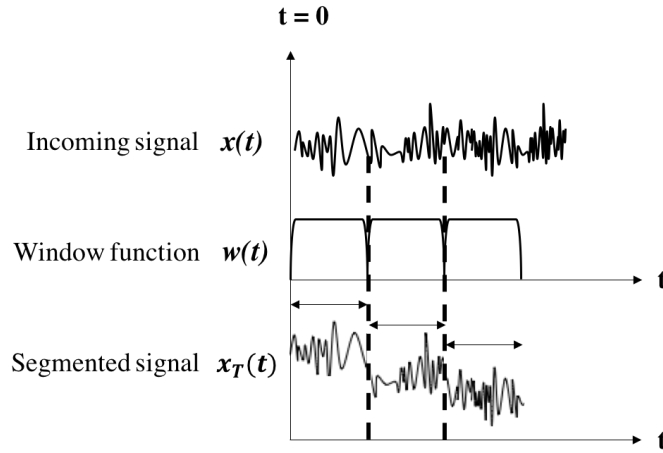 t = 0
Incoming signal x(t)
Window function w(t)
t
Segmented signal x_T(t)
t